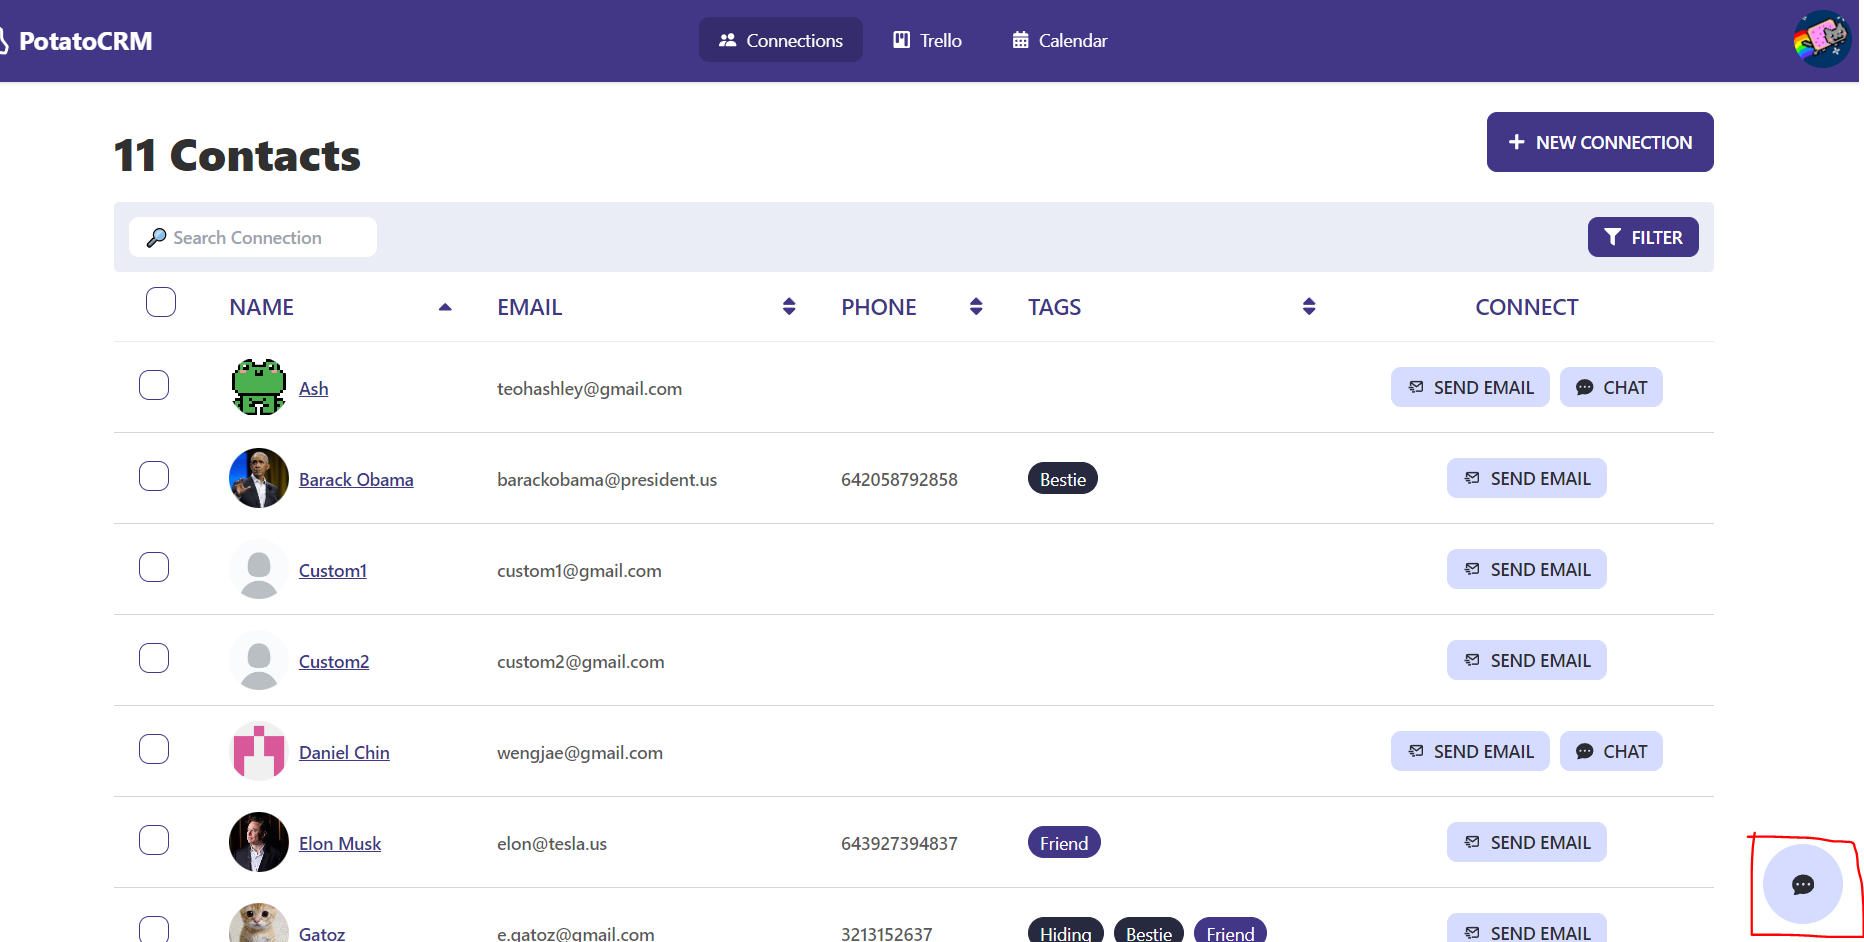 PotatoCRM
Connections Trello Calendar
11 Contacts
NEW CONNECTION
Search Connection
FILTER
NAME EMAIL PHONE TAGS CONNECT
Ash teohashley@gmail.com SEND EMAIL CHAT
Barack Obama barackobama@president.us 642058792858 Bestie SEND EMAIL
Custom1 custom1@gmail.com SEND EMAIL
Custom2 custom2@gmail.com SEND EMAIL
Daniel Chin wengjae@gmail.com SEND EMAIL CHAT
Elon Musk elon@tesla.us 643927394837 Friend SEND EMAIL
Gatoz e.gatoz@gmail.com 3213152637 Hiding Bestie Friend SEND EMAIL